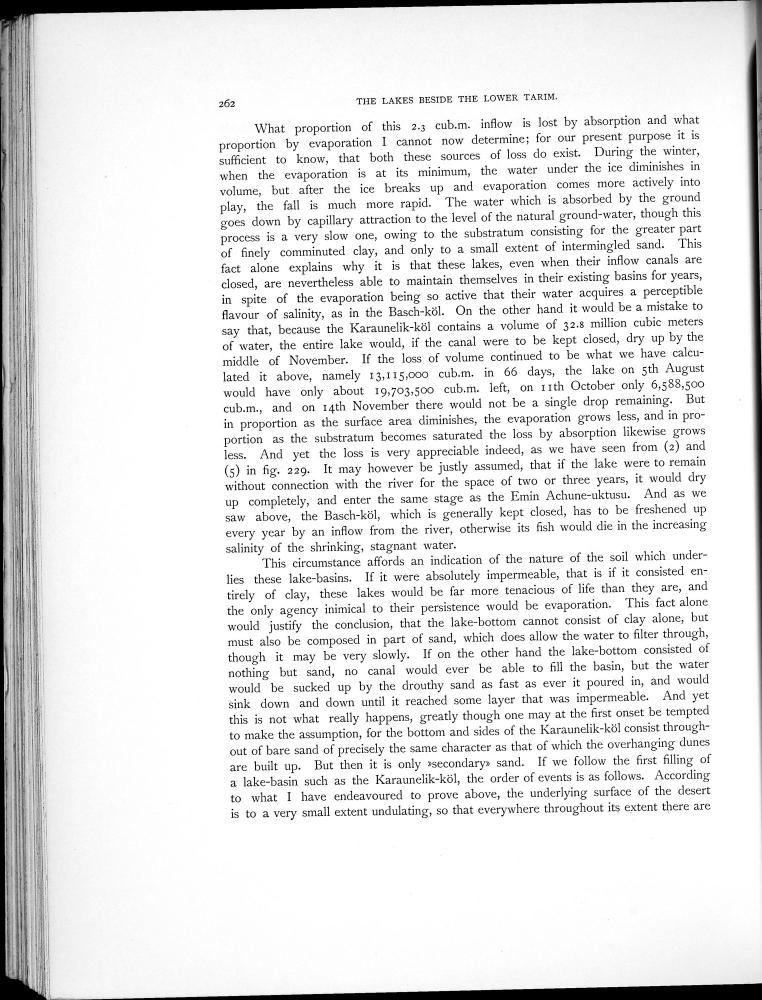 262
THE LAKES BESIDE THE LOWER TARIM.
What proportion of this 2.3 cub.m. inflow is lost by absorption and what
proportion by evaporation I cannot now determine; for our present purpose it is
sufficient to know, that both these sources of loss do exist. During the winter,
when the evaporation is at its minimum, the water under the ice diminishes in
volume, but after the ice breaks up and evaporation comes more actively into
play, the fall is much more rapid. The water which is absorbed by the ground
goes down by capillary attraction to the level of the natural ground-water, though this
process is a very slow one, owing to the substratum consisting for the greater part
of finely comminuted clay, and only to a small extent of intermingled sand. This
fact alone explains why it is that these lakes, even when their inflow canals are
closed, are nevertheless able to maintain themselves in their existing basins for years,
in spite of the evaporation being so active that their water acquires a perceptible
flavour of salinity, as in the Basch-köl. On the other hand it would be a mistake to
say that, because the Karaunelik-köl contains a volume of 32.8 million cubic meters
of water, the entire lake would, if the canal were to be kept closed, dry up by the
middle of November. If the loss of volume continued to be what we have calcu-
lated it above, namely 13,115,000 cub.m. in 66 days, the lake on 5th August
would have only about 19,703,500 cub.m. left, on 11th October only 6,588,500
cub.m., and on 14th November there would not be a single drop remaining. But
in proportion as the surface area diminishes, the evaporation grows less, and in pro-
portion as the substratum becomes saturated the loss by absorption likewise grows
less. And yet the loss is very appreciable indeed, as we have seen from (2) and
(5) in fig. 229. It may however be justly assumed, that if the lake were to remain
without connection with the river for the space of two or three years, it would dry
up completely, and enter the same stage as the Emin Achune-uktusu. And as we
saw above, the Basch-köl, which is generally kept closed, has to be freshened up
every year by an inflow from the river, otherwise its fish would die in the increasing
salinity of the shrinking, stagnant water.
This circumstance affords an indication of the nature of the soil which under-
lies these lake-basins. If it were absolutely impermeable, that is if it consisted en-
tirely of clay, these lakes would be far more tenacious of life than they are, and
the only agency inimical to their persistence would be evaporation. This fact alone
would justify the conclusion, that the lake-bottom cannot consist of clay alone, but
must also be composed in part of sand, which does allow the water to filter through,
though it may be very slowly. If on the other hand the lake-bottom consisted of
nothing but sand, no canal would ever be able to fill the basin, but the water
would be sucked up by the drouthy sand as fast as ever it poured in, and would
sink down and down until it reached some layer that was impermeable. And yet
this is not what really happens, greatly though one may at the first onset be tempted
to make the assumption, for the bottom and sides of the Karaunelik-köl consist through-
out of bare sand of precisely the same character as that of which the overhanging dunes
are built up. But then it is only »secondary» sand. If we follow the first filling of
a lake-basin such as the Karaunelik-köl, the order of events is as follows. According
to what I have endeavoured to prove above, the underlying surface of the desert
is to a very small extent undulating, so that everywhere throughout its extent there are